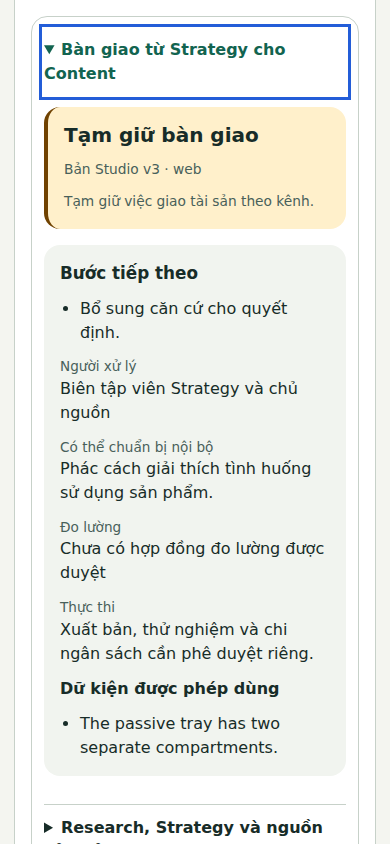 Bàn giao từ Strategy cho
Content
Tạm giữ bàn giao
Bản Studio v3 · web
Tạm giữ việc giao tài sản theo kênh.
Bước tiếp theo
Bổ sung căn cứ cho quyết
định.
Người xử lý
Biên tập viên Strategy và chủ
nguồn
Có thể chuẩn bị nội bộ
Phác cách giải thích tình huống
sử dụng sản phẩm.
Đo lường
Chưa có hợp đồng đo lường được
duyệt
Thực thi
Xuất bản, thử nghiệm và chi
ngân sách cần phê duyệt riêng.
Dữ kiện được phép dùng
The passive tray has two
separate compartments.
Research, Strategy và nguồn